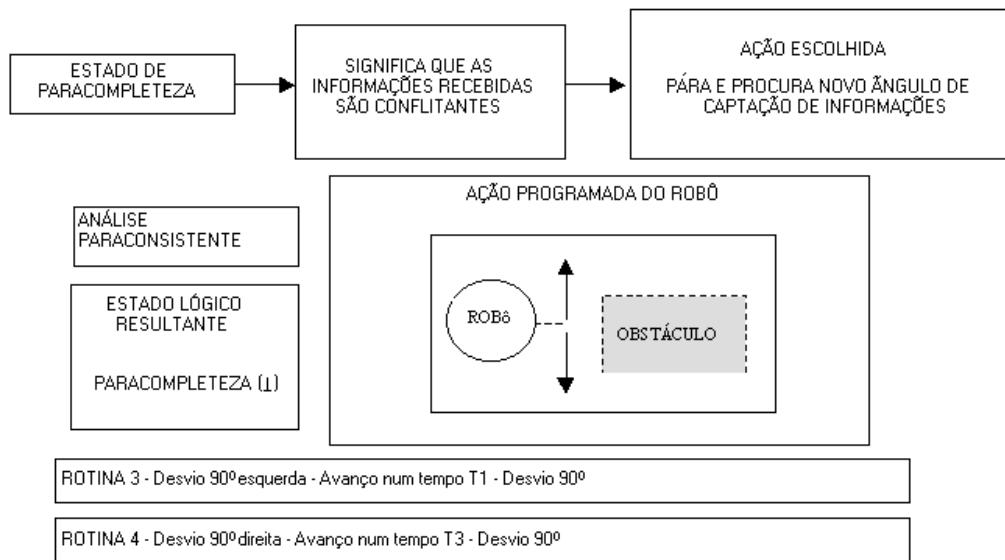 ESTADO DE
PARACOMPLETEZA
SIGNIFICA QUE AS
INFORMAÇÕES RECEBIDAS
SÃO CONFLITANTES
AÇÃO ESCOLHIDA
PÁRA E PROCURA NOVO ÂNGULO DE
CAPTAÇÃO DE INFORMAÇÕES
AÇÃO PROGRAMADA DO ROBÔ
ANÁLISE
PARACONSISTENTE
ESTADO LÓGICO
RESULTANTE
PARACOMPLETEZA (⊥)
ROBô
OBSTÁCULO
ROTINA 3 - Desvio 90º esquerda - Avanço num tempo T1 - Desvio 90º
ROTINA 4 - Desvio 90º direita - Avanço num tempo T3 - Desvio 90º